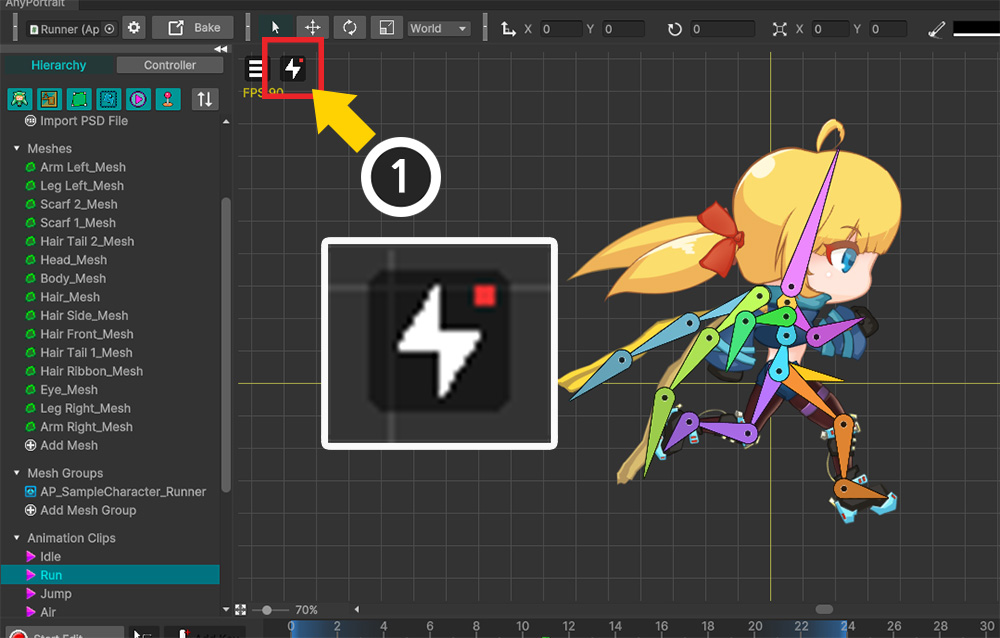 AnyPortrait
Runner (Ap
Bake
World
X 0 Y 0
0
X 0 Y 0
Hierarchy
Controller
FPS 90
Import PSD File
Meshes
Arm Left_Mesh
Leg Left_Mesh
Scarf 2_Mesh
Scarf 1_Mesh
Hair Tail 2_Mesh
Head_Mesh
Body_Mesh
Hair_Mesh
Hair Side_Mesh
Hair Front_Mesh
Hair Tail 1_Mesh
Hair Ribbon_Mesh
Eye_Mesh
Leg Right_Mesh
Arm Right_Mesh
Add Mesh
Mesh Groups
AP_SampleCharacter_Runner
Add Mesh Group
Animation Clips
Idle
Run
Jump
Air
1
70%
Start Edit
Add Key
0 2 4 6 8 10 12 14 16 18 20 22 24 26 28 30